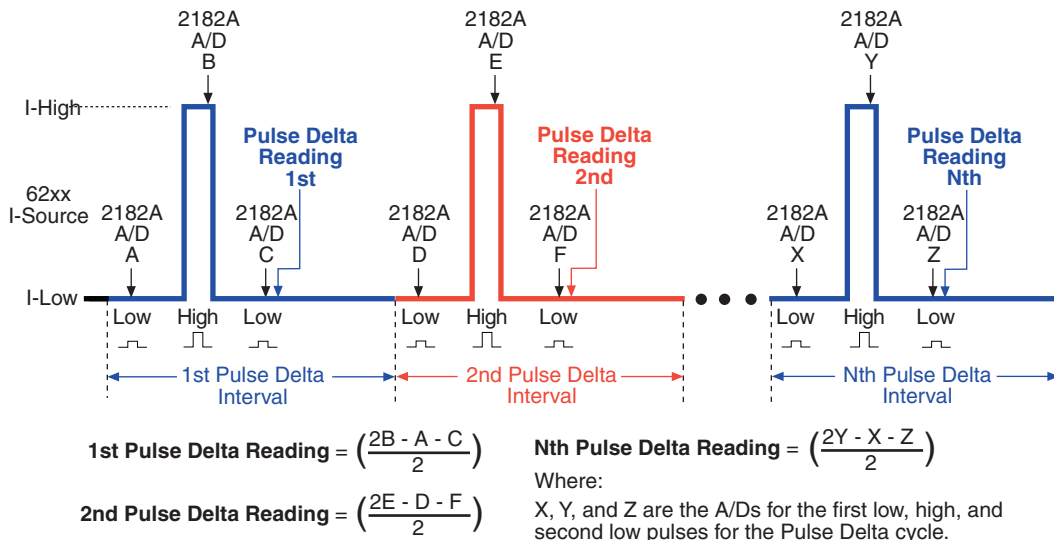 2182A
A/D
B
2182A
A/D
E
2182A
A/D
Y
I-High
Pulse Delta
Reading
1st
Pulse Delta
Reading
2nd
Pulse Delta
Reading
Nth
62xx
I-Source
2182A
A/D
A
2182A
A/D
C
2182A
A/D
D
2182A
A/D
F
2182A
A/D
X
2182A
A/D
Z
I-Low
Low High Low
Low High Low
Low High Low
1st Pulse Delta
Interval
2nd Pulse Delta
Interval
Nth Pulse Delta
Interval
1st Pulse Delta Reading = (2B - A - C / 2)
2nd Pulse Delta Reading = (2E - D - F / 2)
Nth Pulse Delta Reading = (2Y - X - Z / 2)
Where:
X, Y, and Z are the A/Ds for the first low, high, and
second low pulses for the Pulse Delta cycle.